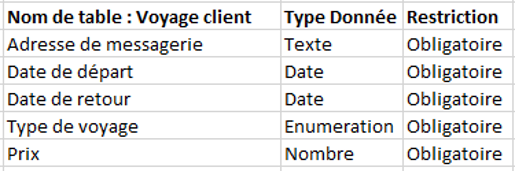 Nom de table : Voyage client Type Donnée Restriction
Adresse de messagerie Texte Obligatoire
Date de départ Date Obligatoire
Date de retour Date Obligatoire
Type de voyage Enumeration Obligatoire
Prix Nombre Obligatoire